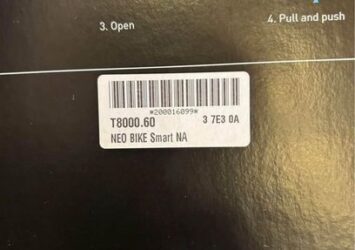 4. Pull and push
3. Open
*200016099*
T8000.60 3 7E3 0A
NEO BIKE Smart NA